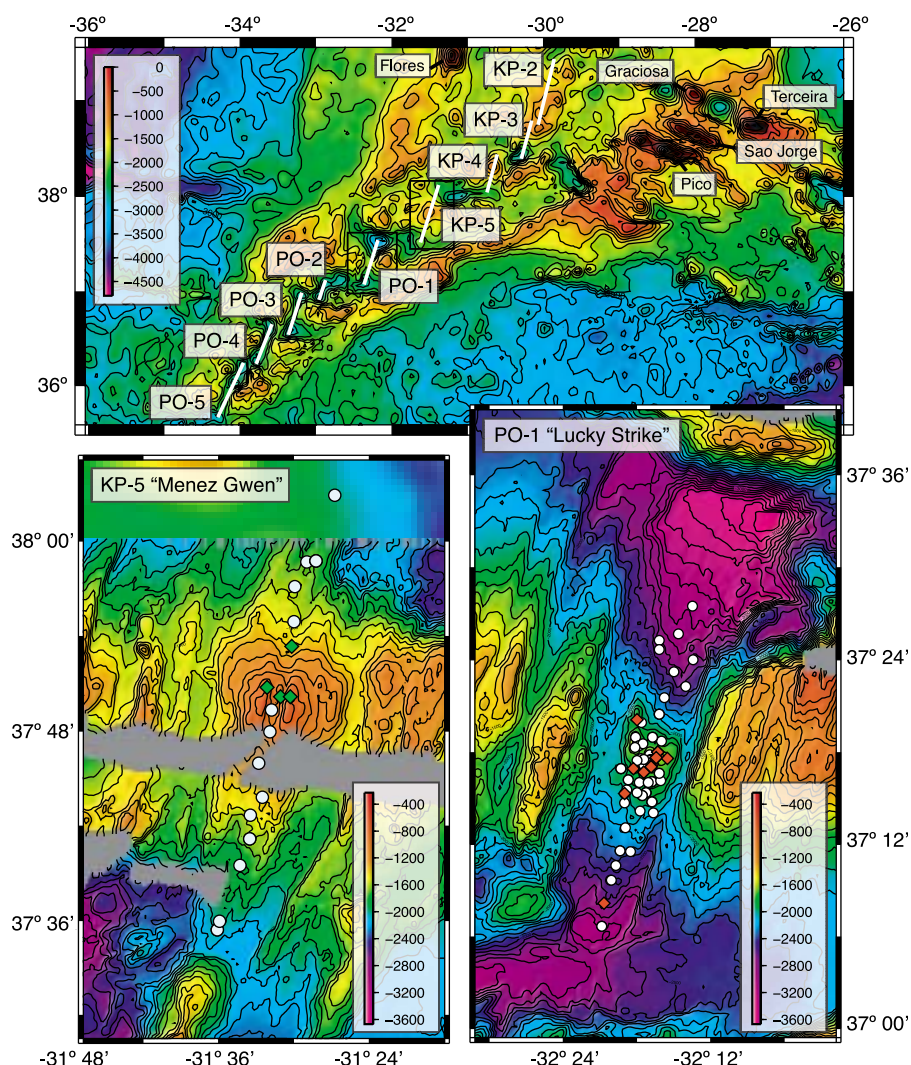 -36° -34° -32° -30° -28° -26°
Flores
KP-2
Graciosa
Terceira
KP-3
Sao Jorge
KP-4
Pico
KP-5
PO-2
PO-1
PO-3
PO-4
PO-5
38°
36°
0
−500
−1000
−1500
−2000
−2500
−3000
−3500
−4000
−4500
KP-5 “Menez Gwen”
38° 00'
37° 48'
37° 36'
-31° 48' -31° 36' -31° 24'
−400
−800
−1200
−1600
−2000
−2400
−2800
−3200
−3600
PO-1 “Lucky Strike”
37° 36'
37° 24'
37° 12'
37° 00'
-32° 24' -32° 12'
−400
−800
−1200
−1600
−2000
−2400
−2800
−3200
−3600